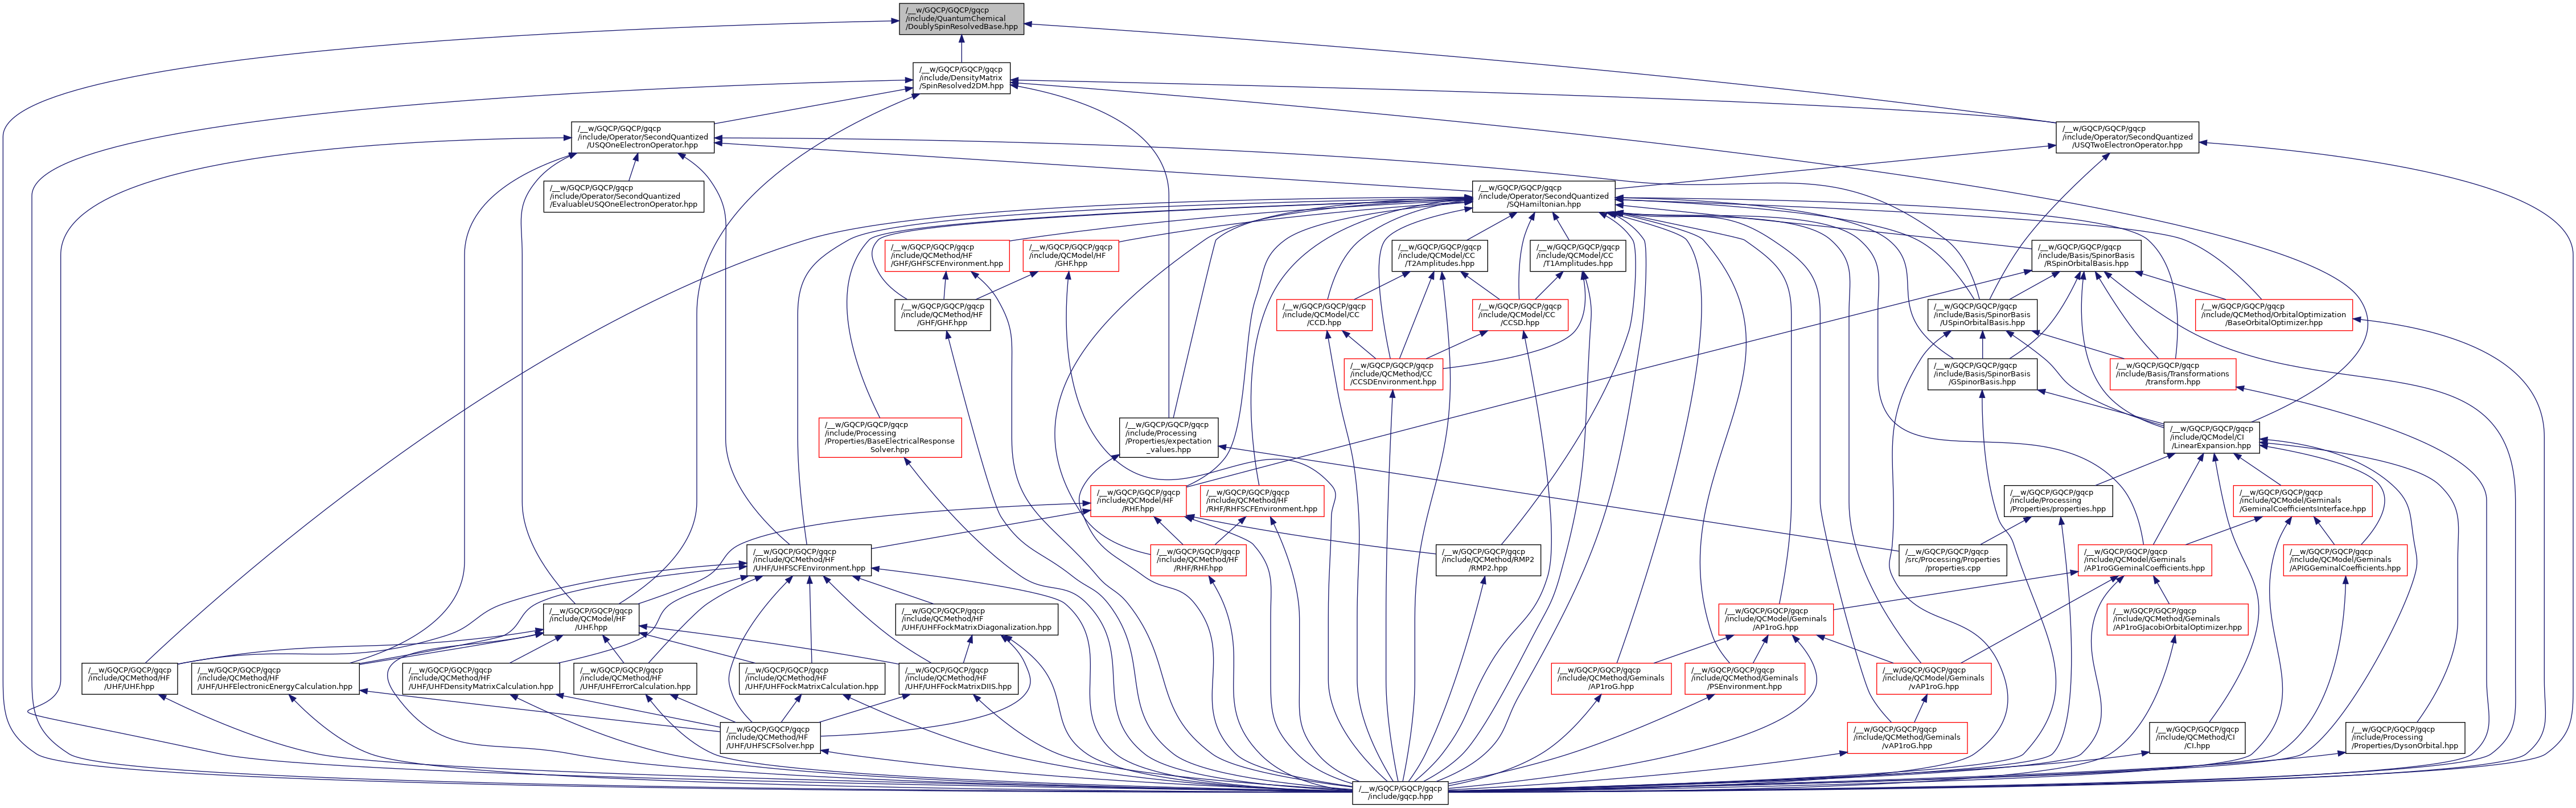 /__w/GQCP/GQCP/gqcp
/include/QuantumChemical
/DoublySpinResolvedBase.hpp
/__w/GQCP/GQCP/gqcp
/include/DensityMatrix
/SpinResolved2DM.hpp
/__w/GQCP/GQCP/gqcp
/include/Operator/SecondQuantized
/USQOneElectronOperator.hpp
/__w/GQCP/GQCP/gqcp
/include/Operator/SecondQuantized
/USQTwoElectronOperator.hpp
/__w/GQCP/GQCP/gqcp
/include/Operator/SecondQuantized
/EvaluableUSQOneElectronOperator.hpp
/__w/GQCP/GQCP/gqcp
/include/Operator/SecondQuantized
/SQHamiltonian.hpp
/__w/GQCP/GQCP/gqcp
/include/QCMethod/HF
/GHF/GHFSCFEnvironment.hpp
/__w/GQCP/GQCP/gqcp
/include/QCModel/HF
/GHF.hpp
/__w/GQCP/GQCP/gqcp
/include/QCModel/CC
/T2Amplitudes.hpp
/__w/GQCP/GQCP/gqcp
/include/QCModel/CC
/T1Amplitudes.hpp
/__w/GQCP/GQCP/gqcp
/include/Basis/SpinorBasis
/RSpinOrbitalBasis.hpp
/__w/GQCP/GQCP/gqcp
/include/QCMethod/HF
/GHF/GHF.hpp
/__w/GQCP/GQCP/gqcp
/include/QCModel/CC
/CCD.hpp
/__w/GQCP/GQCP/gqcp
/include/QCModel/CC
/CCSD.hpp
/__w/GQCP/GQCP/gqcp
/include/Basis/SpinorBasis
/USpinOrbitalBasis.hpp
/__w/GQCP/GQCP/gqcp
/include/QCMethod/OrbitalOptimization
/BaseOrbitalOptimizer.hpp
/__w/GQCP/GQCP/gqcp
/include/QCMethod/CC
/CCSDEnvironment.hpp
/__w/GQCP/GQCP/gqcp
/include/Basis/SpinorBasis
/GSpinorBasis.hpp
/__w/GQCP/GQCP/gqcp
/include/Basis/Transformations
/transform.hpp
/__w/GQCP/GQCP/gqcp
/include/Processing
/Properties/BaseElectricalResponse
Solver.hpp
/__w/GQCP/GQCP/gqcp
/include/Processing
/Properties/expectation
_values.hpp
/__w/GQCP/GQCP/gqcp
/include/QCModel/CI
/LinearExpansion.hpp
/__w/GQCP/GQCP/gqcp
/include/QCModel/HF
/RHF.hpp
/__w/GQCP/GQCP/gqcp
/include/QCMethod/HF
/RHF/RHFSCFEnvironment.hpp
/__w/GQCP/GQCP/gqcp
/include/Processing
/Properties/properties.hpp
/__w/GQCP/GQCP/gqcp
/include/QCModel/Geminals
/GeminalCoefficientsInterface.hpp
/__w/GQCP/GQCP/gqcp
/include/QCMethod/HF
/UHF/UHFSCFEnvironment.hpp
/__w/GQCP/GQCP/gqcp
/include/QCMethod/HF
/RHF/RHF.hpp
/__w/GQCP/GQCP/gqcp
/include/QCMethod/RMP2
/RMP2.hpp
/__w/GQCP/GQCP/gqcp
/src/Processing/Properties
/properties.cpp
/__w/GQCP/GQCP/gqcp
/include/QCModel/Geminals
/AP1roGGeminalCoefficients.hpp
/__w/GQCP/GQCP/gqcp
/include/QCModel/Geminals
/APIGGeminalCoefficients.hpp
/__w/GQCP/GQCP/gqcp
/include/QCModel/HF
/UHF.hpp
/__w/GQCP/GQCP/gqcp
/include/QCMethod/HF
/UHF/UHFFockMatrixDiagonalization.hpp
/__w/GQCP/GQCP/gqcp
/include/QCModel/Geminals
/AP1roG.hpp
/__w/GQCP/GQCP/gqcp
/include/QCMethod/Geminals
/AP1roGJacobiOrbitalOptimizer.hpp
/__w/GQCP/GQCP/gqcp
/include/QCMethod/HF
/UHF/UHF.hpp
/__w/GQCP/GQCP/gqcp
/include/QCMethod/HF
/UHF/UHFElectronicEnergyCalculation.hpp
/__w/GQCP/GQCP/gqcp
/include/QCMethod/HF
/UHF/UHFDensityMatrixCalculation.hpp
/__w/GQCP/GQCP/gqcp
/include/QCMethod/HF
/UHF/UHFErrorCalculation.hpp
/__w/GQCP/GQCP/gqcp
/include/QCMethod/HF
/UHF/UHFFockMatrixCalculation.hpp
/__w/GQCP/GQCP/gqcp
/include/QCMethod/HF
/UHF/UHFFockMatrixDIIS.hpp
/__w/GQCP/GQCP/gqcp
/include/QCMethod/Geminals
/AP1roG.hpp
/__w/GQCP/GQCP/gqcp
/include/QCMethod/Geminals
/PSEnvironment.hpp
/__w/GQCP/GQCP/gqcp
/include/QCModel/Geminals
/vAP1roG.hpp
/__w/GQCP/GQCP/gqcp
/include/QCMethod/HF
/UHF/UHFSCFSolver.hpp
/__w/GQCP/GQCP/gqcp
/include/QCMethod/Geminals
/vAP1roG.hpp
/__w/GQCP/GQCP/gqcp
/include/QCMethod/CI
/CI.hpp
/__w/GQCP/GQCP/gqcp
/include/Processing
/Properties/DysonOrbital.hpp
/__w/GQCP/GQCP/gqcp
/include/gqcp.hpp